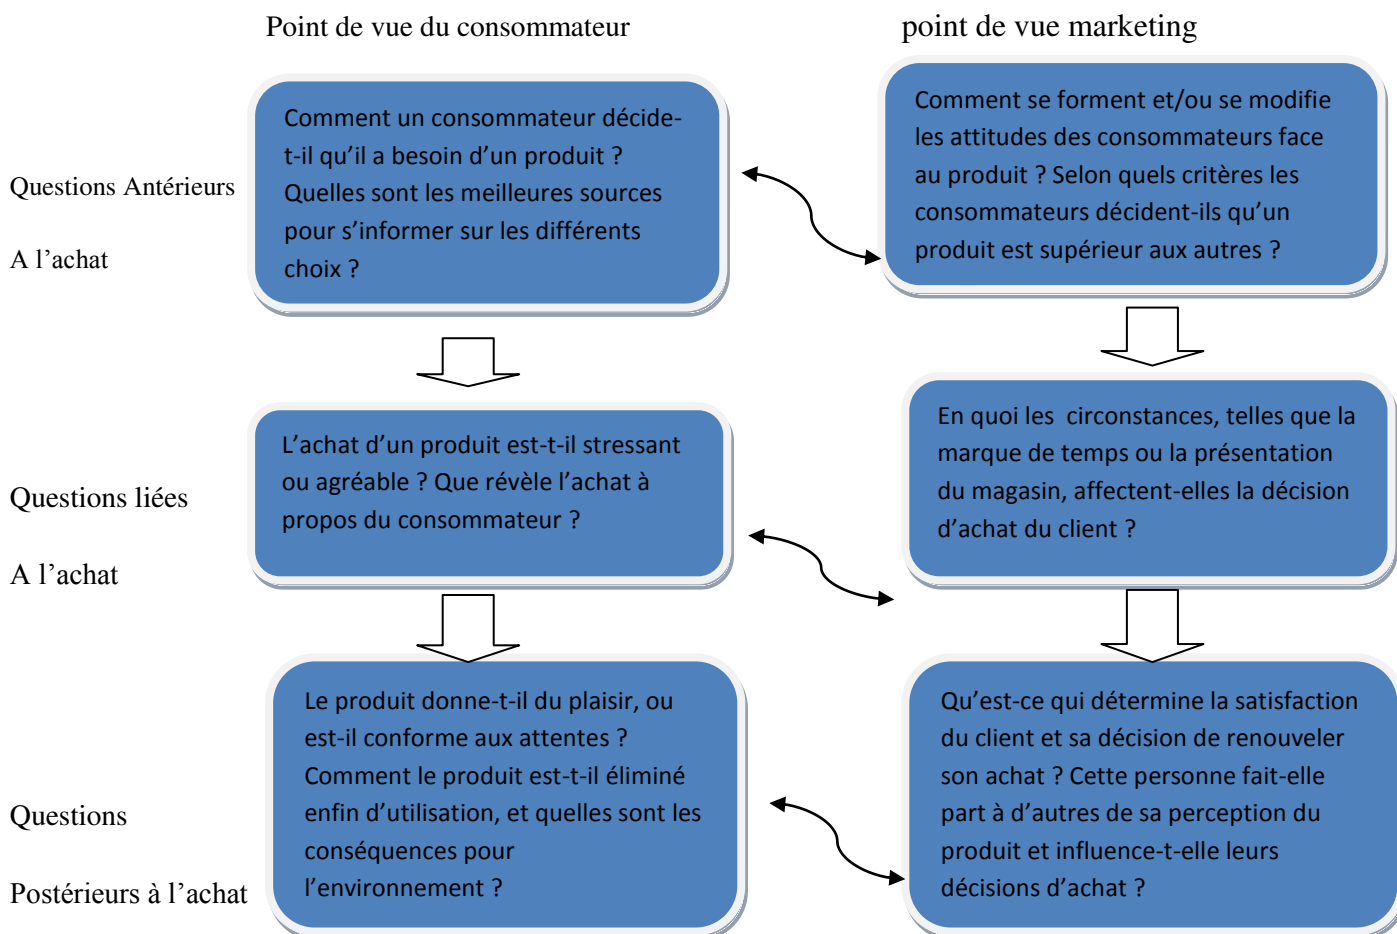 Point de vue du consommateur
point de vue marketing
Questions Antérieurs
A l’achat
Comment un consommateur décide-
t-il qu’il a besoin d’un produit ?
Quelles sont les meilleures sources
pour s’informer sur les différents
choix ?
Comment se forment et/ou se modifie
les attitudes des consommateurs face
au produit ? Selon quels critères les
consommateurs décident-ils qu’un
produit est supérieur aux autres ?
Questions liées
A l’achat
L’achat d’un produit est-t-il stressant
ou agréable ? Que révèle l’achat à
propos du consommateur ?
En quoi les circonstances, telles que la
marque de temps ou la présentation
du magasin, affectent-elles la décision
d’achat du client ?
Questions
Postérieurs à l’achat
Le produit donne-t-il du plaisir, ou
est-il conforme aux attentes ?
Comment le produit est-t-il éliminé
enfin d’utilisation, et quelles sont les
conséquences pour
l’environnement ?
Qu’est-ce qui détermine la satisfaction
du client et sa décision de renouveler
son achat ? Cette personne fait-elle
part à d’autres de sa perception du
produit et influence-t-elle leurs
décisions d’achat ?